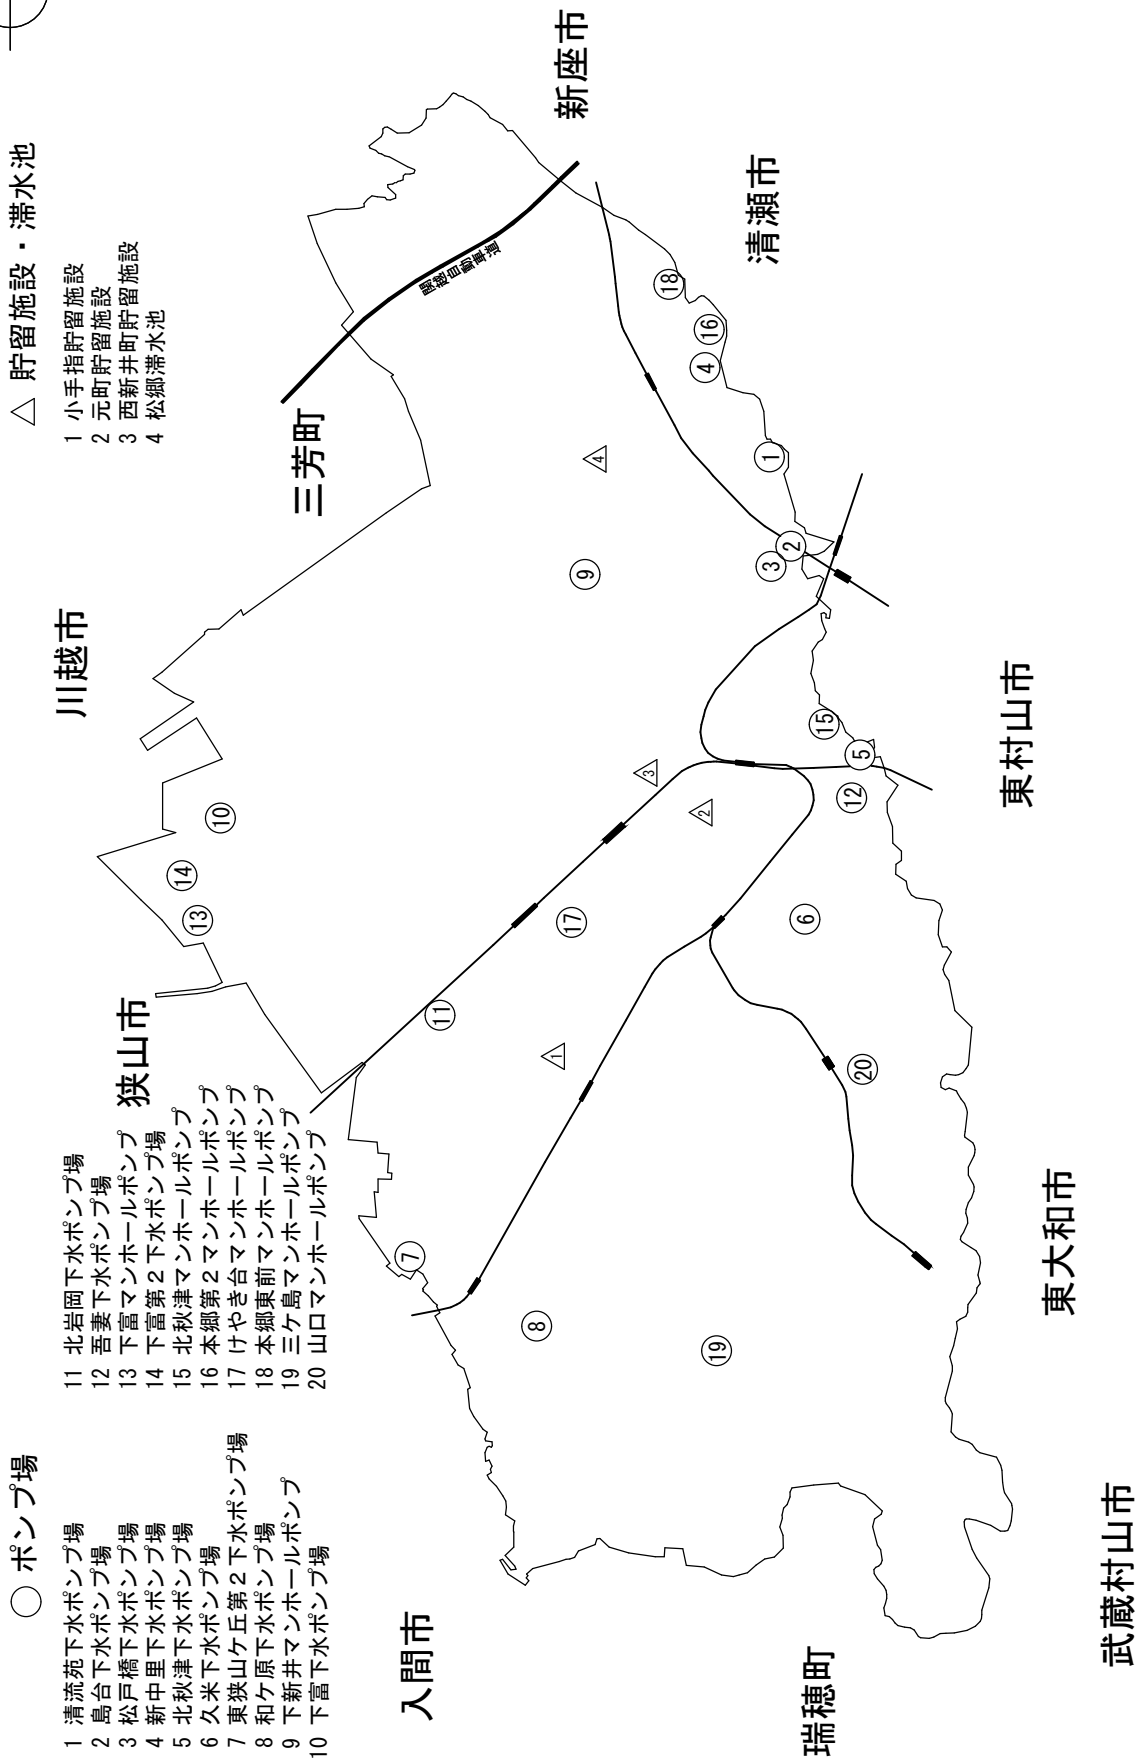 ○ ポンプ場
1 清流苑下水ポンプ場
2 島台下水ポンプ場
3 松戸橋下水ポンプ場
4 新中里下水ポンプ場
5 北秋津下水ポンプ場
6 久米下水ポンプ場
7 東狭山ケ丘第2下水ポンプ場
8 和ケ原下水ポンプ場
9 下新井マンホールポンプ
10 下富下水ポンプ場
11 北岩岡下水ポンプ場
12 吾妻下水ポンプ場
13 下富マンホールポンプ
14 下富第2下水ポンプ場
15 北秋津マンホールポンプ
16 本郷第2マンホールポンプ
17 けやき台マンホールポンプ
18 本郷東前マンホールポンプ
19 三ケ島マンホールポンプ
20 山口マンホールポンプ
△ 貯留施設・滞水池
1 小手指貯留施設
2 元町貯留施設
3 西新井町貯留施設
4 松郷滞水池
川越市
狭山市
三芳町
関越自動車道
新座市
清瀬市
入間市
瑞穂町
東村山市
東大和市
武蔵村山市
14
13
10
7
11
8
17
1
9
4
3
2
19
6
20
12
5
15
3
2
1
4
16
18